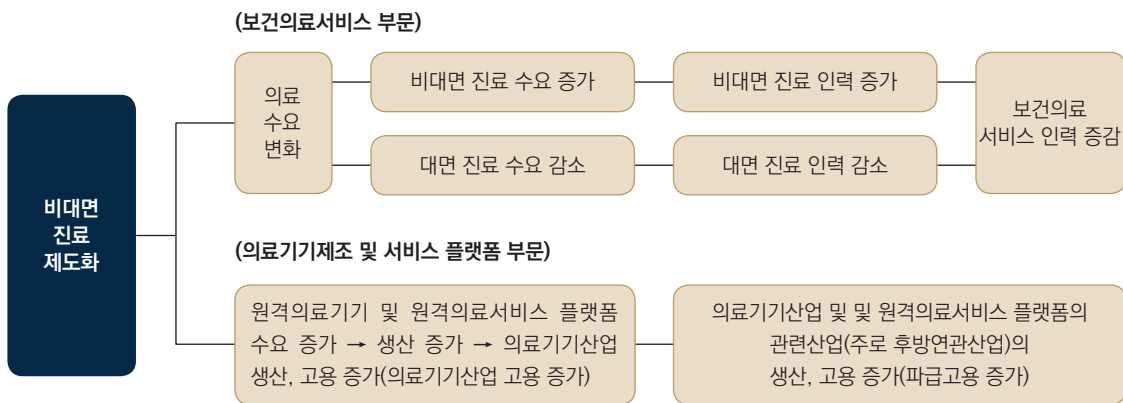 (보건의료서비스 부문)
의료
수요
변화
비대면 진료 수요 증가
비대면 진료 인력 증가
대면 진료 수요 감소
대면 진료 인력 감소
보건의료
서비스 인력 증감
비대면
진료
제도화
(의료기기제조 및 서비스 플랫폼 부문)
원격의료기기 및 원격의료서비스 플랫폼
수요 증가 → 생산 증가 → 의료기기산업
생산, 고용 증가(의료기기산업 고용 증가)
의료기기산업 및 및 원격의료서비스 플랫폼의
관련산업(주로 후방연관산업)의
생산, 고용 증가(파급고용 증가)